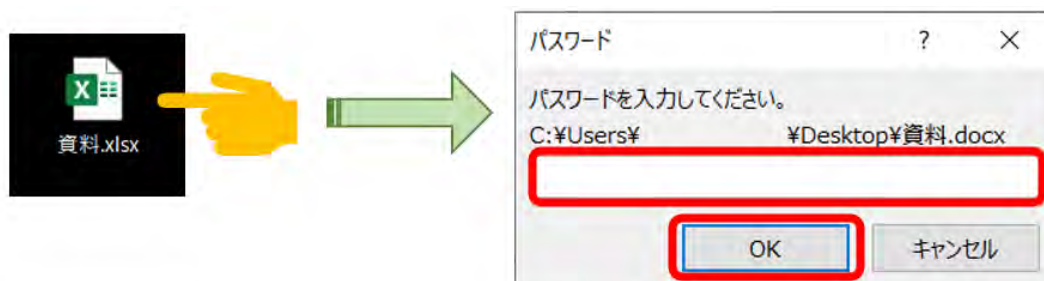 資料.xlsx
パスワード ? ×
パスワードを入力してください。
C:¥Users¥ ¥Desktop¥資料.docx
OK キャンセル